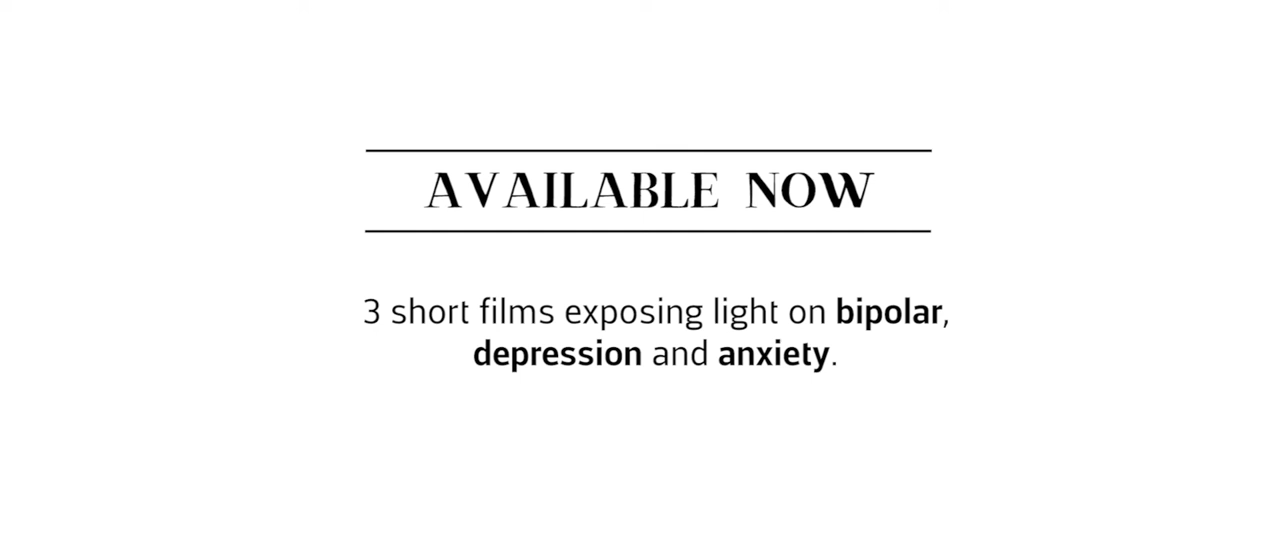 AVAILABLE NOW
3 short films exposing light on bipolar,
depression and anxiety.